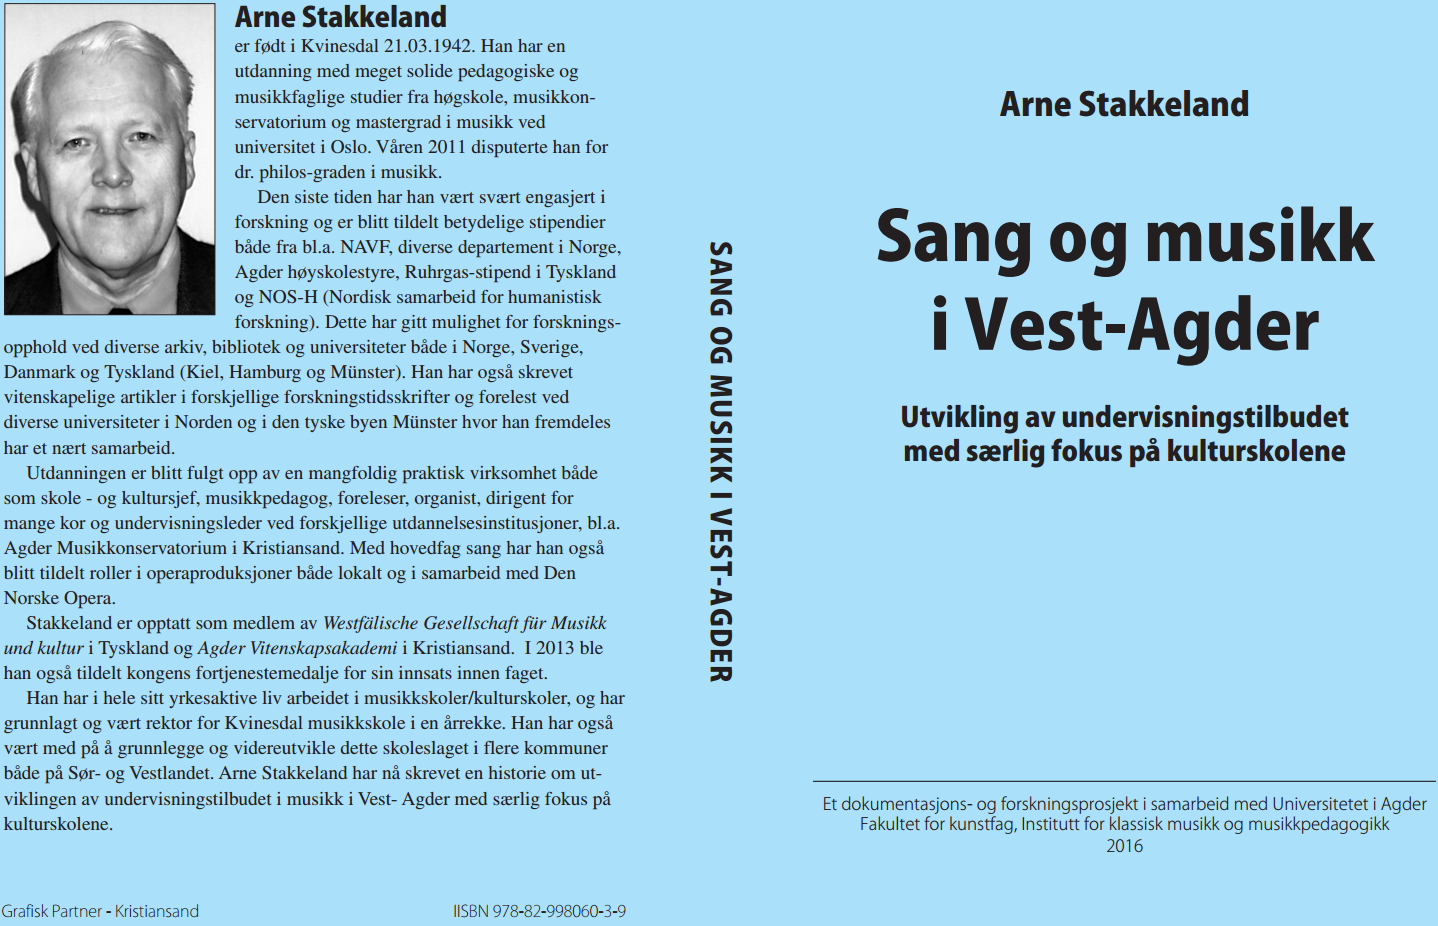 Arne Stakkeland
er født i Kvinesdal 21.03.1942. Han har en
utdanning med meget solide pedagogiske og
musikkfaglige studier fra høgskole, musikkon-
servatorium og mastergrad i musikk ved
universitet i Oslo. Våren 2011 disputerte han for
dr. philos-graden i musikk.
Den siste tiden har han vært svært engasjert i
forskning og er blitt tildelt betydelige stipendier
både fra bl.a. NAVF, diverse departement i Norge,
Agder høyskolestyre, Ruhrgas-stipend i Tyskland
og NOS-H (Nordisk samarbeid for humanistisk
forskning). Dette har gitt mulighet for forsknings-
opphold ved diverse arkiv, bibliotek og universiteter både i Norge, Sverige,
Danmark og Tyskland (Kiel, Hamburg og Münster). Han har også skrevet
vitenskapelige artikler i forskjellige forskningstidsskrifter og forelest ved
diverse universiteter i Norden og i den tyske byen Münster hvor han fremdeles
har et nært samarbeid.
Utdanningen er blitt fulgt opp av en mangfoldig praktisk virksomhet både
som skole - og kultursjef, musikkpedagog, foreleser, organist, dirigent for
mange kor og undervisningsleder ved forskjellige utdannelsesinstitusjoner, bl.a.
Agder Musikkonservatorium i Kristiansand. Med hovedfag sang har han også
blitt tildelt roller i operaproduksjoner både lokalt og i samarbeid med Den
Norske Opera.
Stakkeland er opptatt som medlem av Westfälische Gesellschaft für Musikk
und kultur i Tyskland og Agder Vitenskapsakademi i Kristiansand. I 2013 ble
han også tildelt kongens fortjenestemedalje for sin innsats innen faget.
Han har i hele sitt yrkesaktive liv arbeidet i musikkskoler/kulturskoler, og har
grunnlagt og vært rektor for Kvinesdal musikkskole i en årrekke. Han har også
vært med på å grunnlegge og videreutvikle dette skoleslaget i flere kommuner
både på Sør- og Vestlandet. Arne Stakkeland har nå skrevet en historie om ut-
viklingen av undervisningstilbudet i musikk i Vest- Agder med særlig fokus på
kulturskolene.
Grafisk Partner - Kristiansand
IISBN 978-82-998060-3-9
SANG OG MUSIKK I VEST-AGDER
Arne Stakkeland
Sang og musikk
i Vest-Agder
Utvikling av undervisningstilbudet
med særlig fokus på kulturskolene
Et dokumentasjons- og forskningsprosjekt i samarbeid med Universitetet i Agder
Fakultet for kunstfag, Institutt for klassisk musikk og musikkpedagogikk
2016